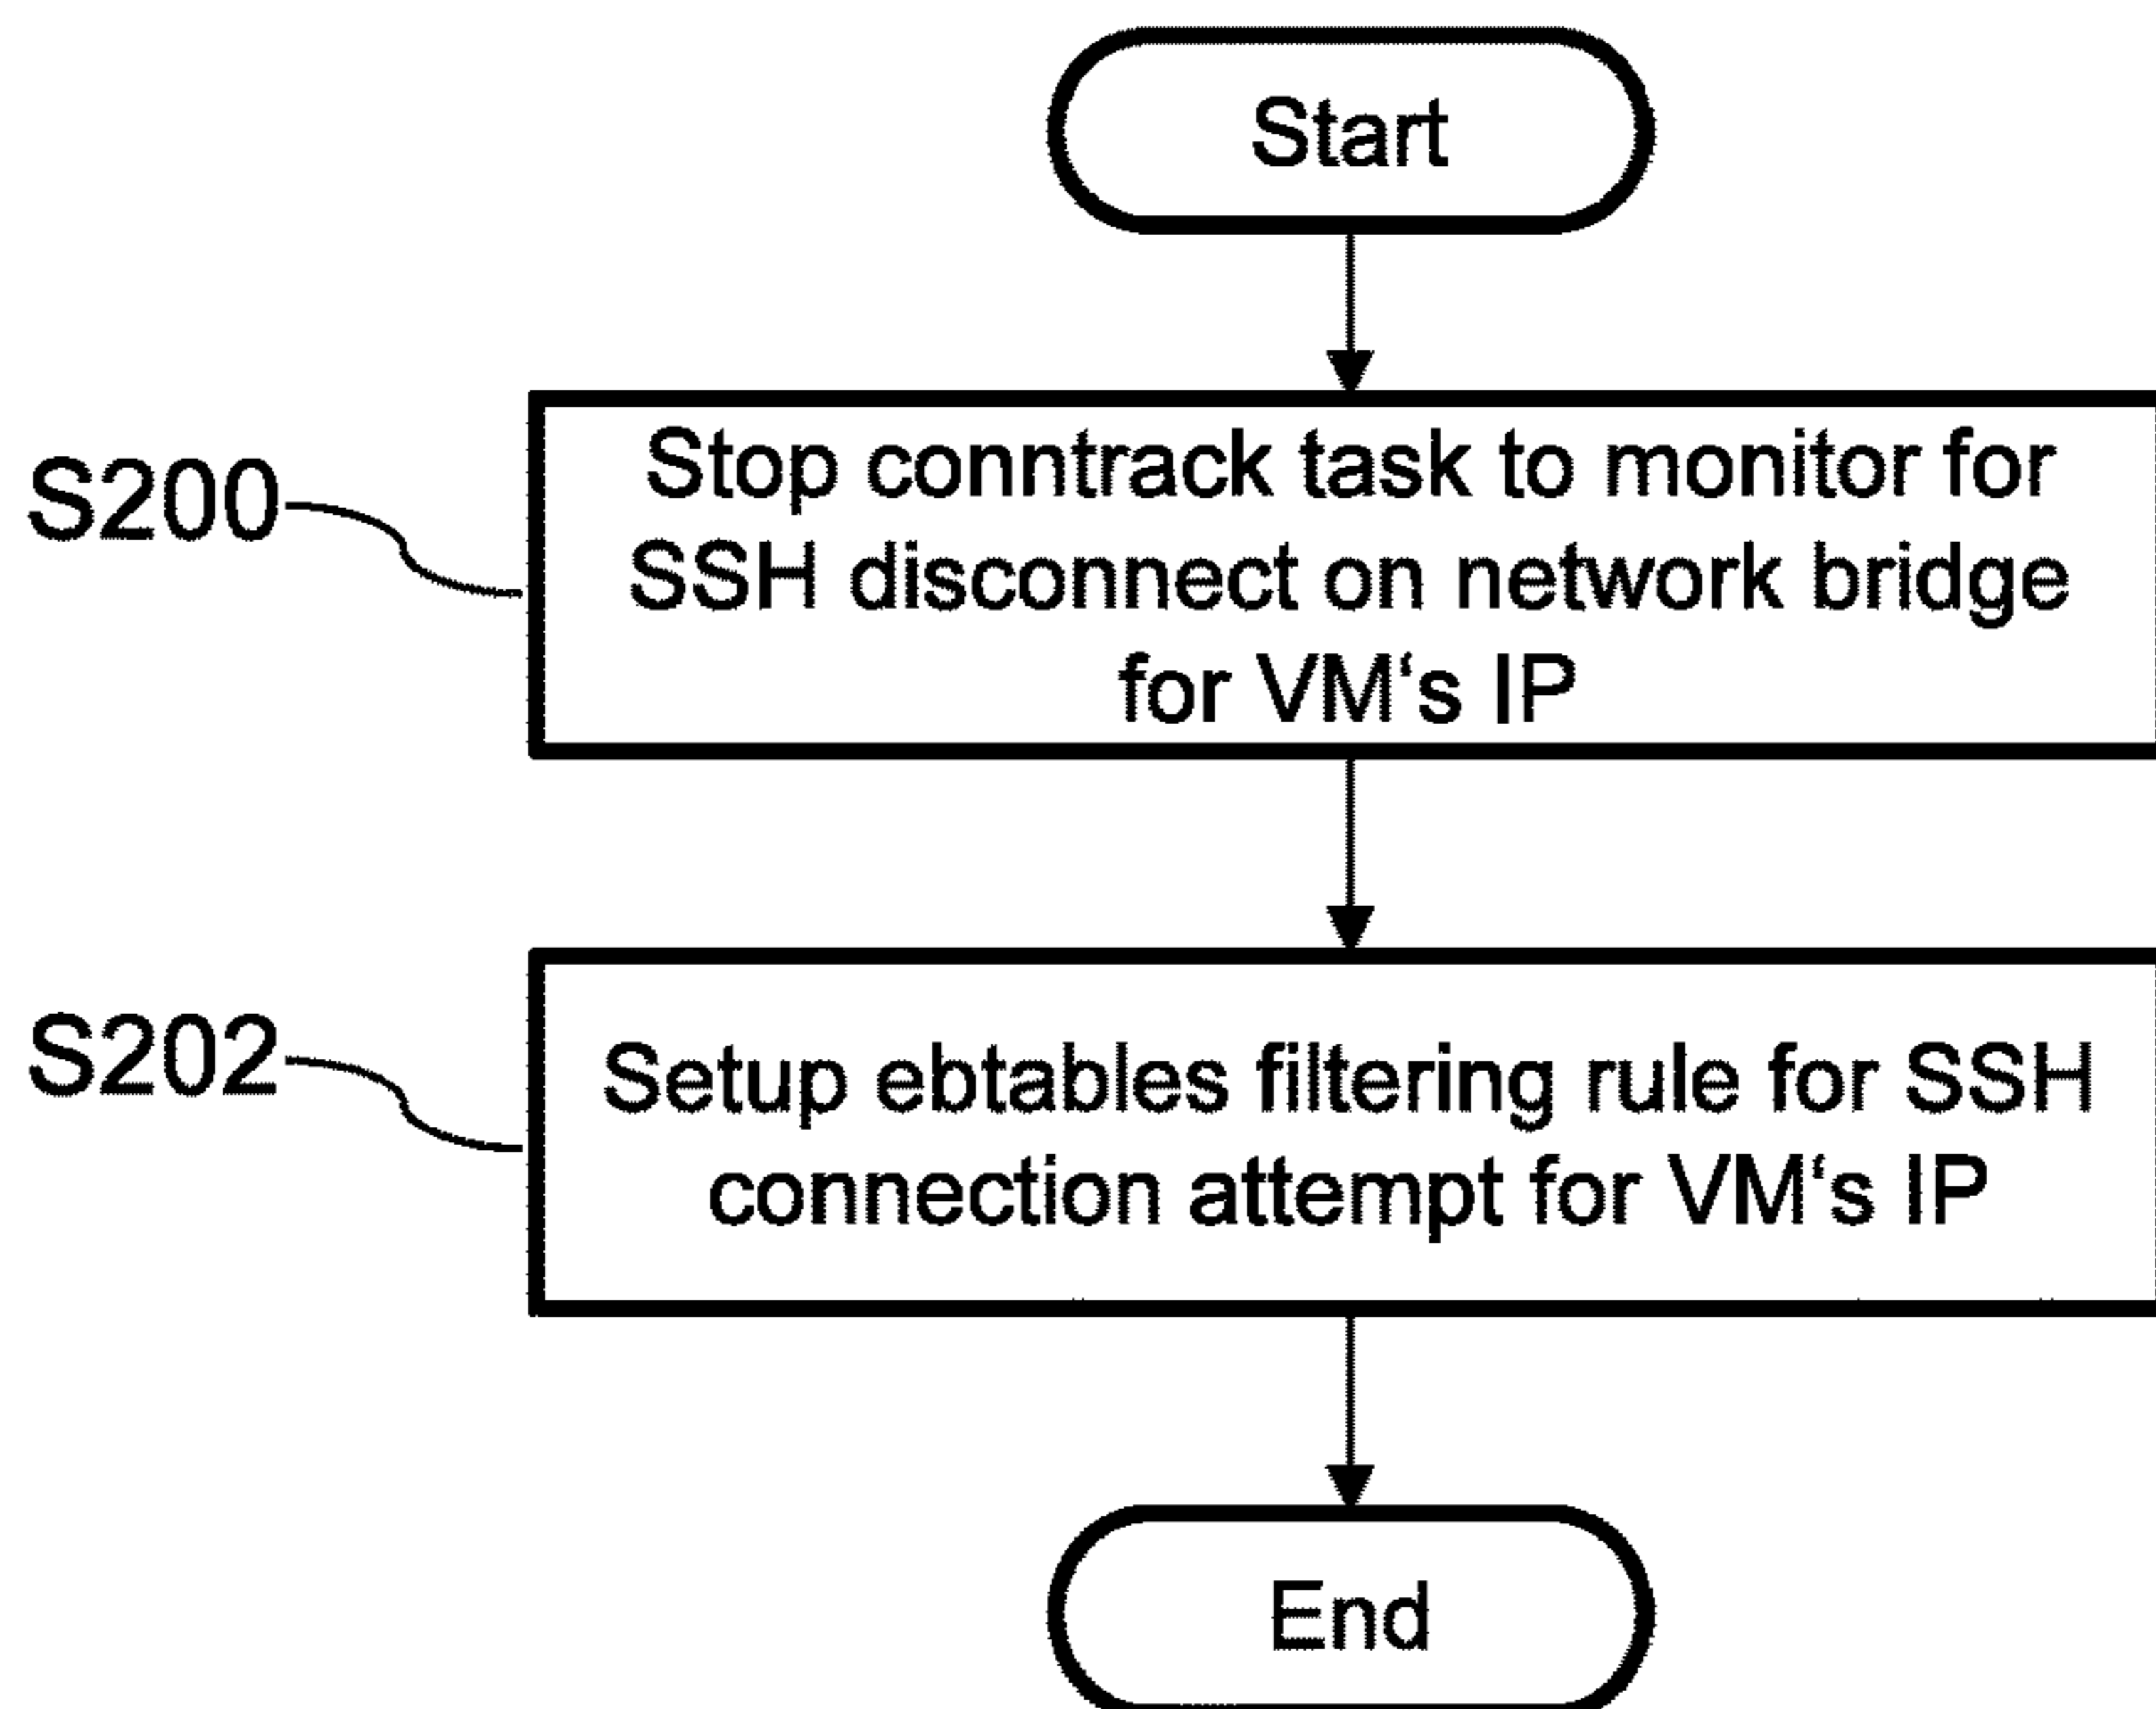 Start
S200
Stop conntrack task to monitor for
SSH disconnect on network bridge
for VM‘s IP
S202
Setup ebtables filtering rule for SSH
connection attempt for VM‘s IP
End